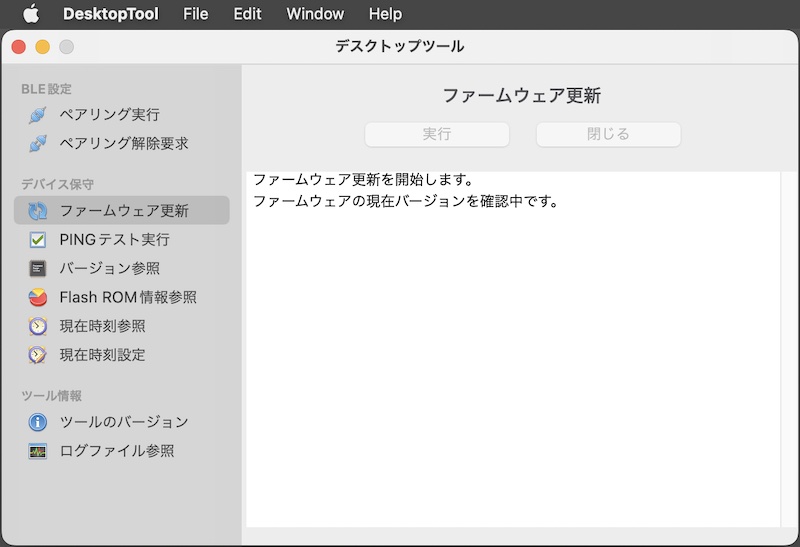 DesktopTool File Edit Window Help
デスクトップツール
BLE設定
ペアリング実行
ペアリング解除要求
デバイス保守
ファームウェア更新
PINGテスト実行
バージョン参照
Flash ROM情報参照
現在時刻参照
現在時刻設定
ツール情報
ツールのバージョン
ログファイル参照
ファームウェア更新
実行 閉じる
ファームウェア更新を開始します。
ファームウェアの現在バージョンを確認中です。